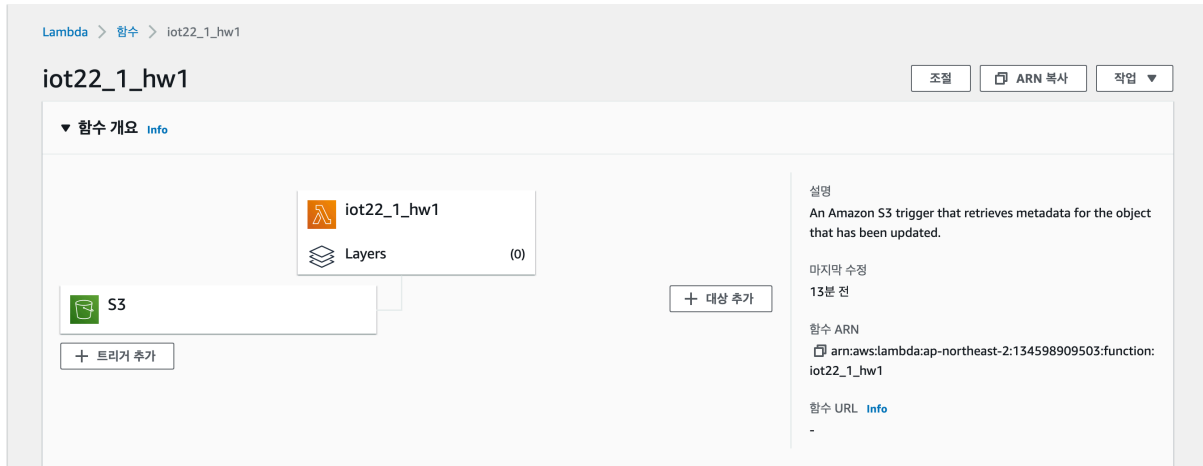 Lambda > 함수 > iot22_1_hw1
iot22_1_hw1
조절
ARN 복사
작업 ▼
▼ 함수 개요 Info
iot22_1_hw1
Layers (0)
S3
+ 트리거 추가
+ 대상 추가
설명
An Amazon S3 trigger that retrieves metadata for the object
that has been updated.
마지막 수정
13분 전
함수 ARN
arn:aws:lambda:ap-northeast-2:134598909503:function:
iot22_1_hw1
함수 URL Info
-